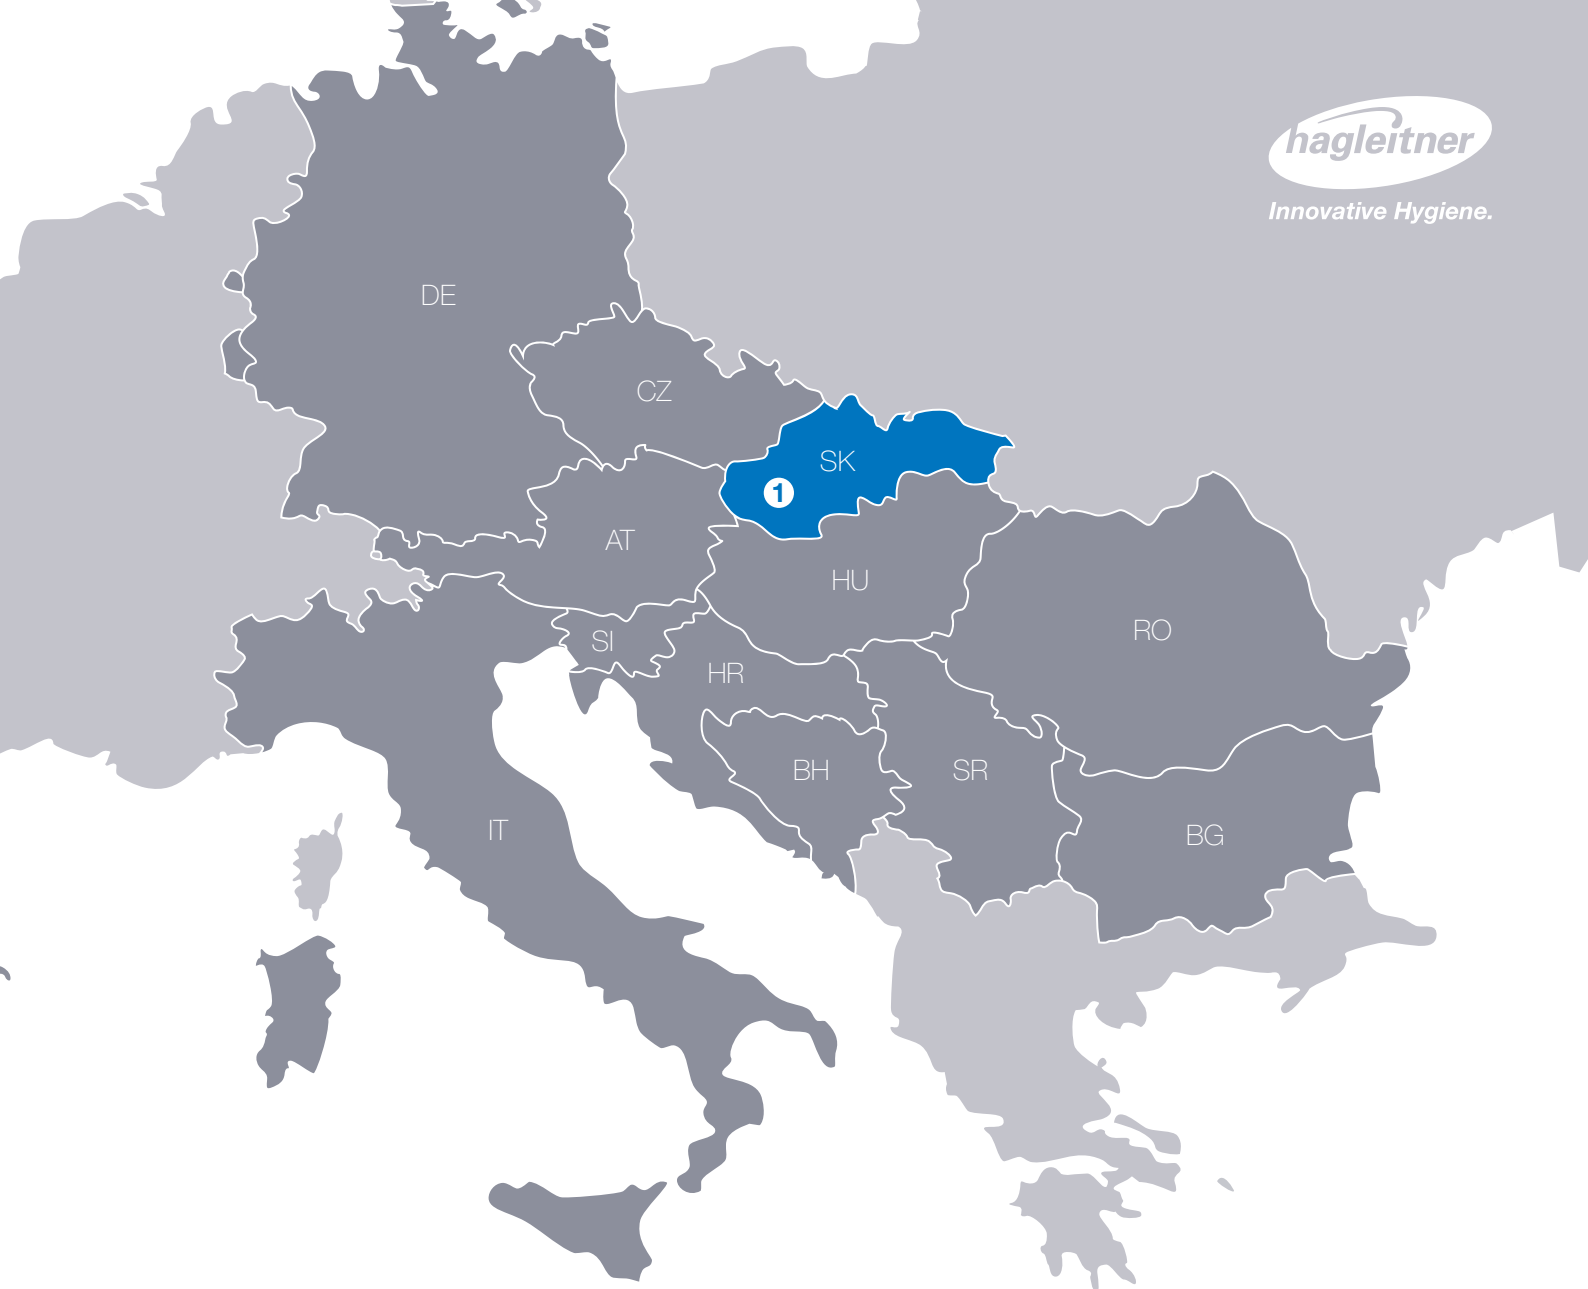 hagleitner
Innovative Hygiene.
DE
CZ
SK
1
AT
HU
RO
SI
HR
BH
SR
IT
BG